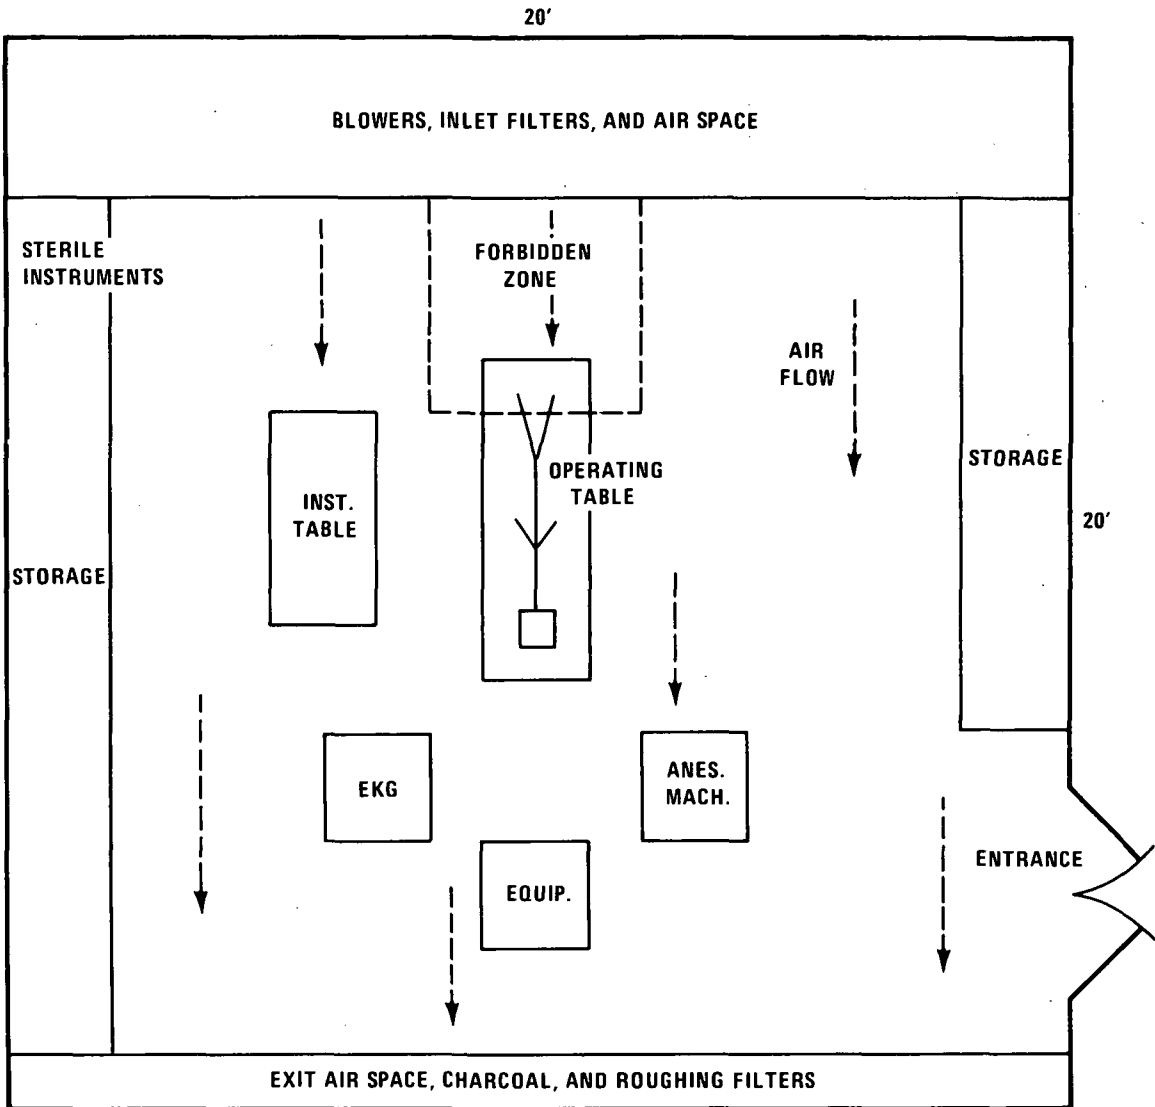 20'
BLOWERS, INLET FILTERS, AND AIR SPACE
STERILE
INSTRUMENTS
FORBIDDEN
ZONE
AIR
FLOW
STORAGE
OPERATING
TABLE
INST.
TABLE
20'
STORAGE
EKG
ANES.
MACH.
ENTRANCE
EQUIP.
EXIT AIR SPACE, CHARCOAL, AND ROUGHING FILTERS